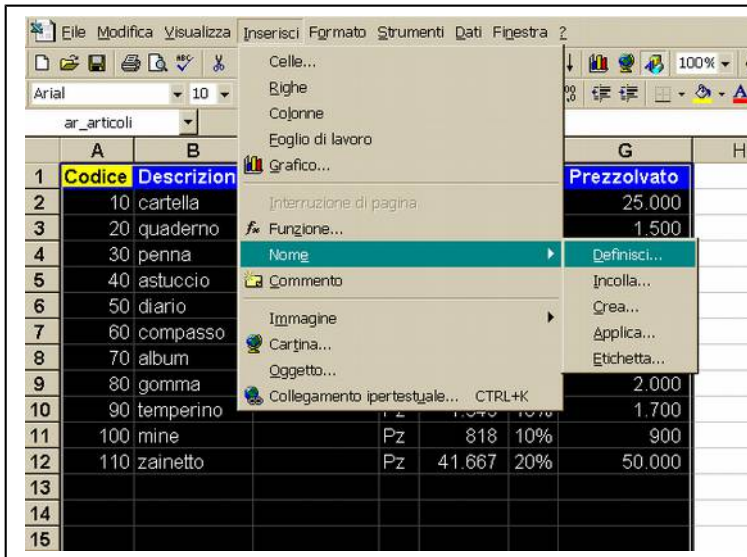 File Modifica Visualizza Inserisci Formato Strumenti Dati Finestra ?
100%
Arial 10
ar_articoli
Celle...
Righe
Colonne
Foglio di lavoro
Grafico...
Interruzione di pagina
Funzione...
Nome
Commento
Immagine
Cartina...
Oggetto...
Collegamento ipertestuale... CTRL+K
Definisci...
Incolla...
Crea...
Applica...
Etichetta...
A B G H
1 Codice Descrizion Prezzolvato
2 10 cartella 25.000
3 20 quaderno 1.500
4 30 penna
5 40 astuccio
6 50 diario
7 60 compasso
8 70 album
9 80 gomma 2.000
10 90 temperino 1.700
11 100 mine Pz 818 10% 900
12 110 zainetto Pz 41.667 20% 50.000
13
14
15